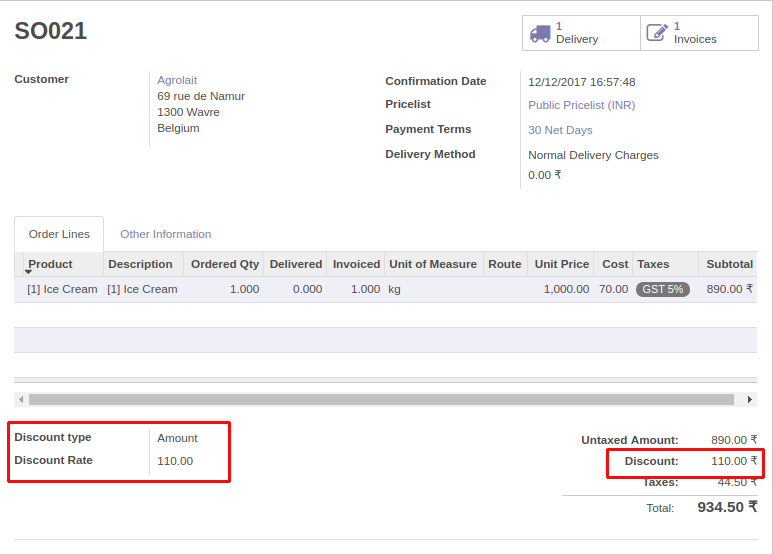 SO021
1 Delivery
1 Invoices
Customer
Agrolait
69 rue de Namur
1300 Wavre
Belgium
Confirmation Date 12/12/2017 16:57:48
Pricelist Public Pricelist (INR)
Payment Terms 30 Net Days
Delivery Method Normal Delivery Charges
0.00 ₹
Order Lines Other Information
Product Description Ordered Qty Delivered Invoiced Unit of Measure Route Unit Price Cost Taxes Subtotal
[1] Ice Cream [1] Ice Cream 1.000 0.000 1.000 kg 1,000.00 70.00 GST 5% 890.00 ₹
Discount type Amount
Discount Rate 110.00
Untaxed Amount: 890.00 ₹
Discount: 110.00 ₹
Taxes: 44.50 ₹
Total: 934.50 ₹